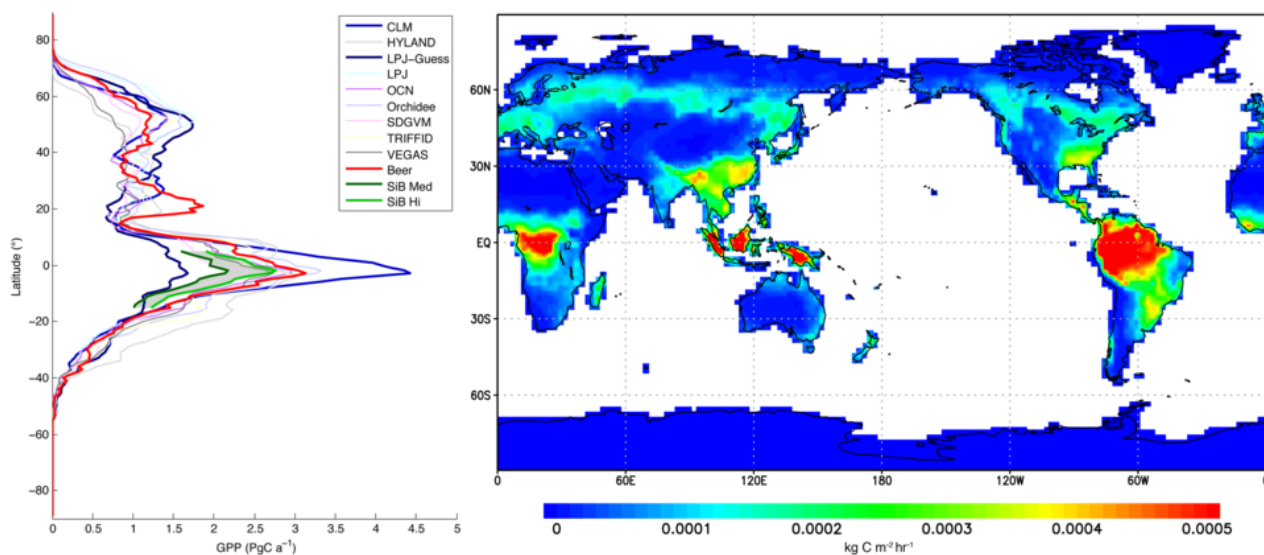 CLM
HYLAND
LPJ-Guess
LPJ
OCN
Orchidee
SDGVM
TRIFFID
VEGAS
Beer
SiB Med
SiB Hi
80
60
40
20
0
-20
-40
-60
-80
Latitude (°)
0 0.5 1 1.5 2 2.5 3 3.5 4 4.5 5
GPP (PgC a⁻¹)
60N
30N
EQ
30S
60S
0 60E 120E 180 120W 60W 0
0 0.0001 0.0002 0.0003 0.0004 0.0005
kg C m⁻² hr⁻¹